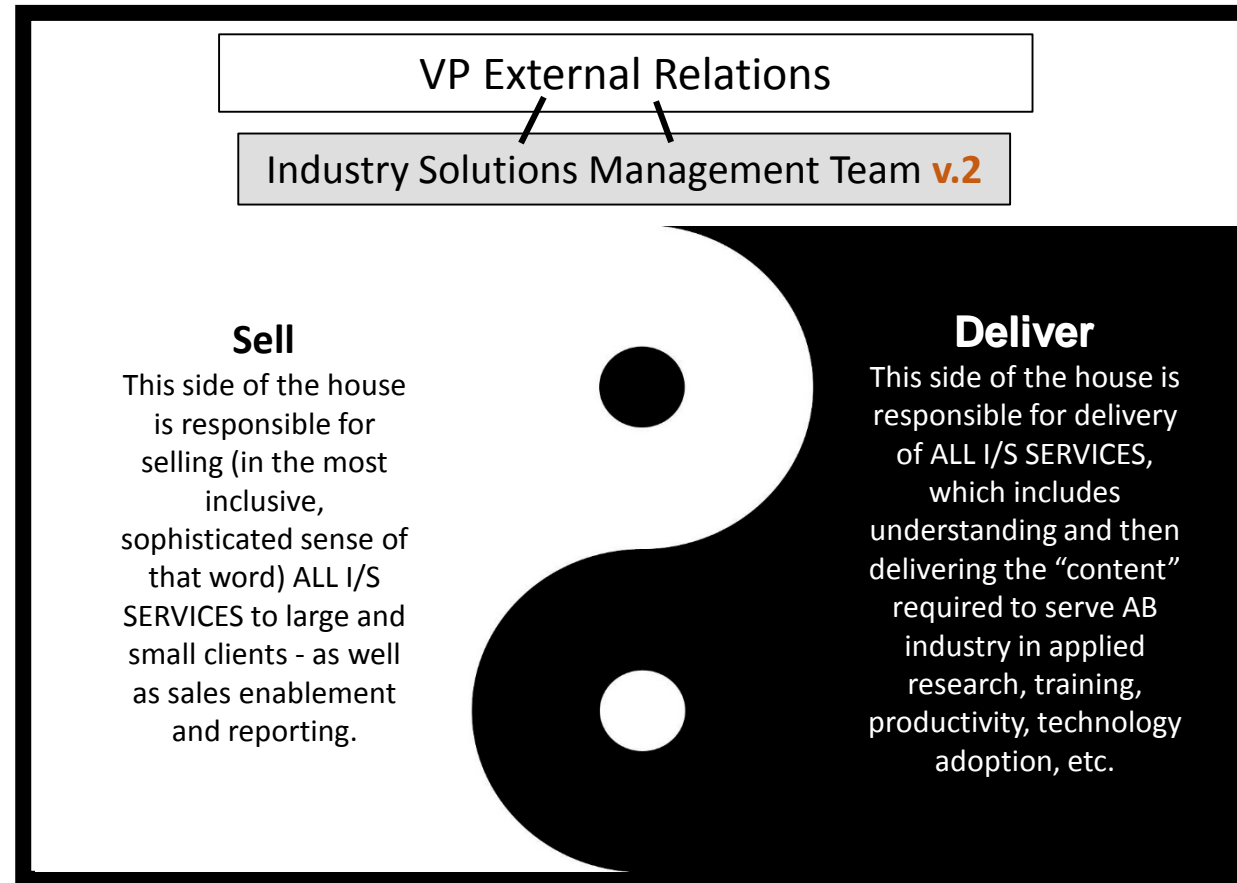 VP External Relations
Industry Solutions Management Team v.2
Sell
This side of the house
is responsible for
selling (in the most
inclusive,
sophisticated sense of
that word) ALL I/S
SERVICES to large and
small clients - as well
as sales enablement
and reporting.
Deliver
This side of the house is
responsible for delivery
of ALL I/S SERVICES,
which includes
understanding and then
delivering the “content”
required to serve AB
industry in applied
research, training,
productivity, technology
adoption, etc.